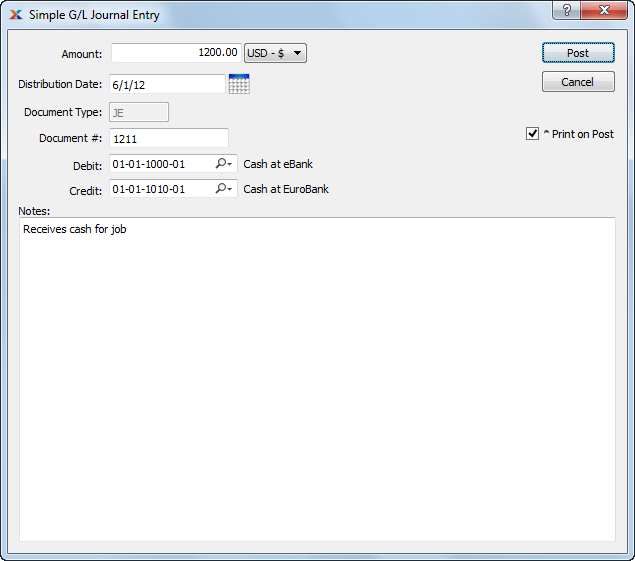 Simple G/L Journal Entry
?
Amount: 1200.00 USD - $ Post
Distribution Date: 6/1/12 Cancel
Document Type: JE
Document #: 1211 ^ Print on Post
Debit: 01-01-1000-01 Cash at eBank
Credit: 01-01-1010-01 Cash at EuroBank
Notes:
Receives cash for job